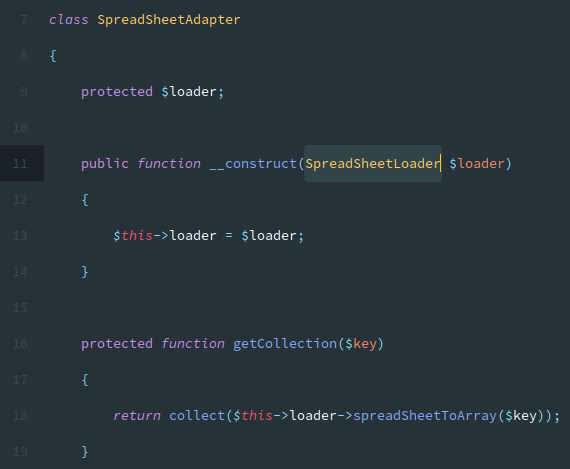 7 class SpreadSheetAdapter
8 {
9 protected $loader;
10
11 public function __construct(SpreadSheetLoader $loader)
12 {
13 $this->loader = $loader;
14 }
15
16 protected function getCollection($key)
17 {
18 return collect($this->loader->spreadSheetToArray($key));
19 }